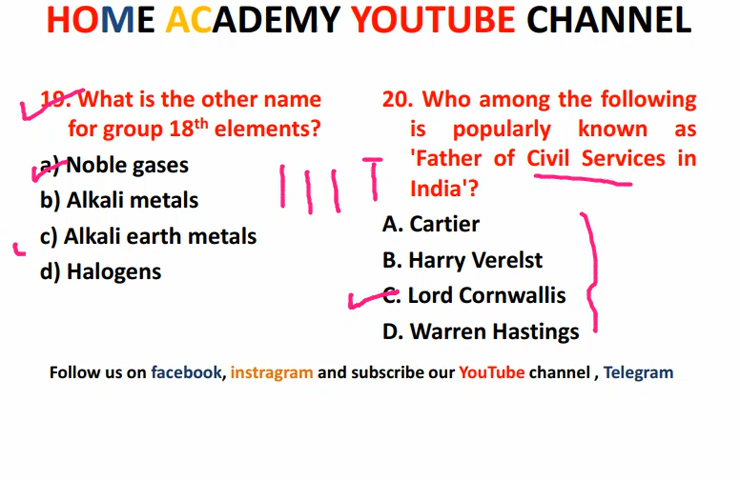 HOME ACADEMY YOUTUBE CHANNEL
19. What is the other name
for group 18th elements?
a) Noble gases
b) Alkali metals
c) Alkali earth metals
d) Halogens
20. Who among the following
is popularly known as
'Father of Civil Services in
India'?
A. Cartier
B. Harry Verelst
C. Lord Cornwallis
D. Warren Hastings
Follow us on facebook, instragram and subscribe our YouTube channel , Telegram